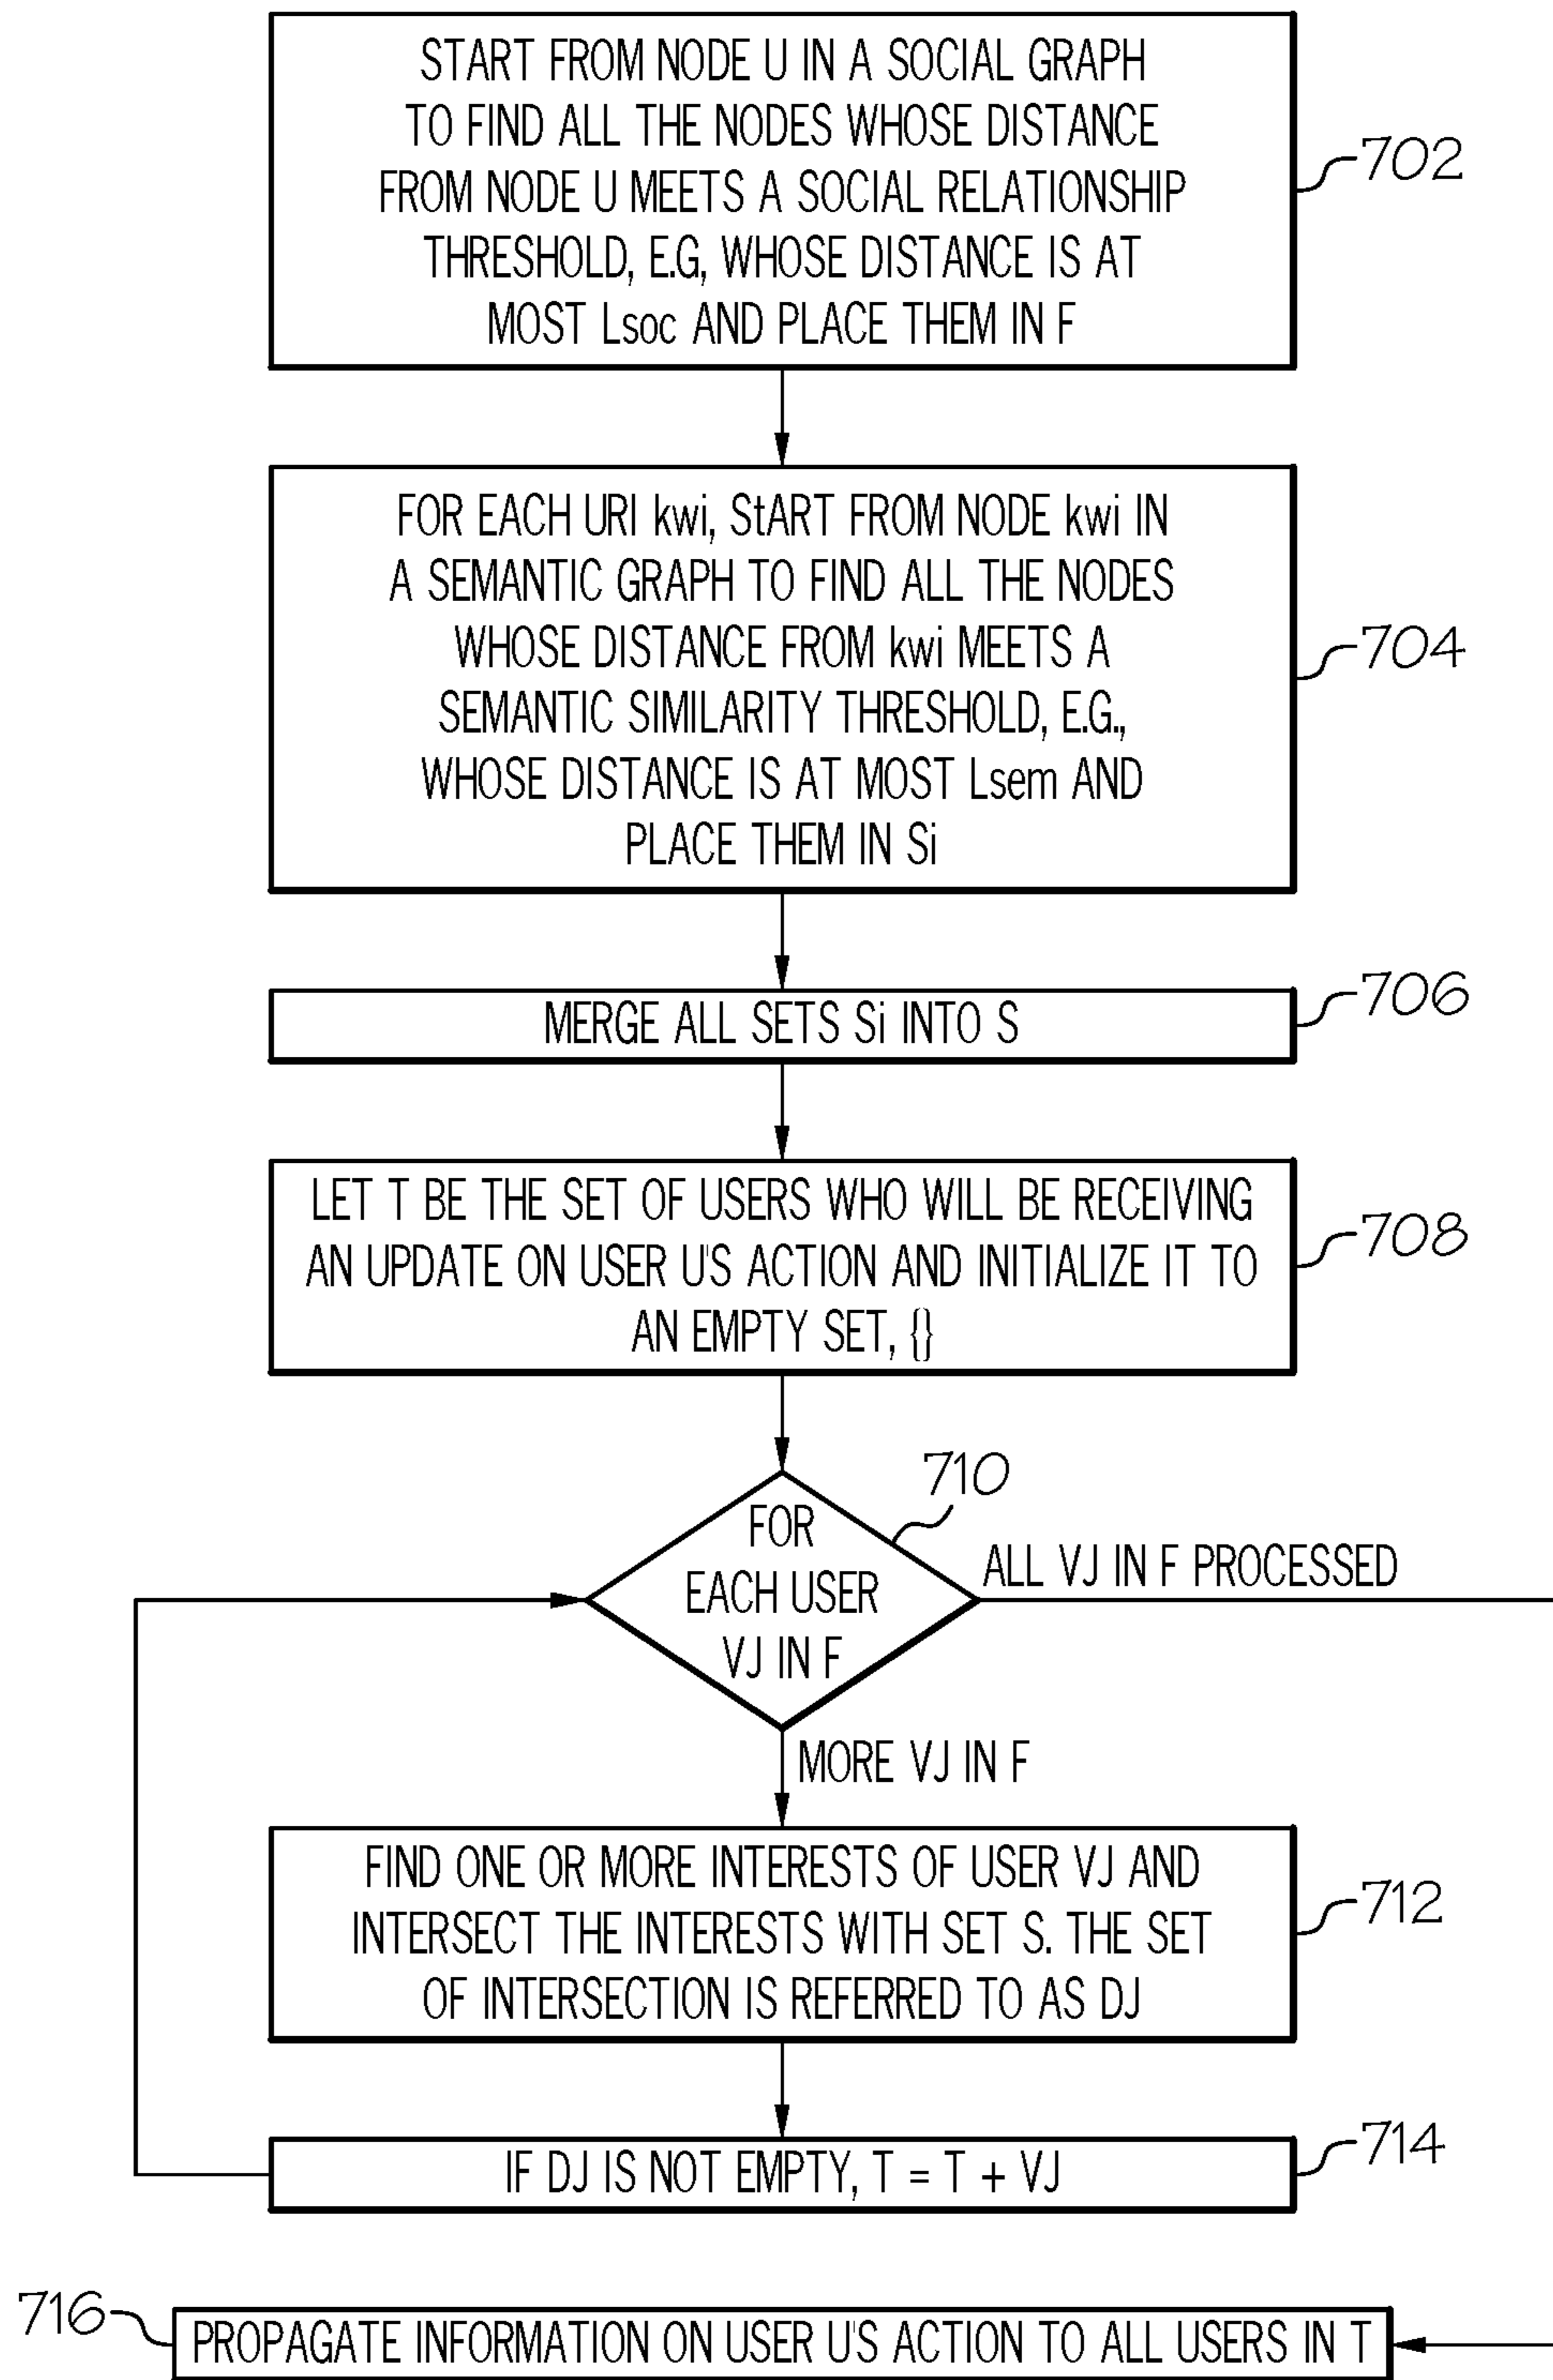 START FROM NODE U IN A SOCIAL GRAPH
TO FIND ALL THE NODES WHOSE DISTANCE
FROM NODE U MEETS A SOCIAL RELATIONSHIP
THRESHOLD, E.G, WHOSE DISTANCE IS AT
MOST Lsoc AND PLACE THEM IN F
702
FOR EACH URI kwi, StART FROM NODE kwi IN
A SEMANTIC GRAPH TO FIND ALL THE NODES
WHOSE DISTANCE FROM kwi MEETS A
SEMANTIC SIMILARITY THRESHOLD, E.G.,
WHOSE DISTANCE IS AT MOST Lsem AND
PLACE THEM IN Si
704
MERGE ALL SETS Si INTO S
706
LET T BE THE SET OF USERS WHO WILL BE RECEIVING
AN UPDATE ON USER U'S ACTION AND INITIALIZE IT TO
AN EMPTY SET, {}
708
710
FOR
EACH USER
VJ IN F
ALL VJ IN F PROCESSED
MORE VJ IN F
FIND ONE OR MORE INTERESTS OF USER VJ AND
INTERSECT THE INTERESTS WITH SET S. THE SET
OF INTERSECTION IS REFERRED TO AS DJ
712
IF DJ IS NOT EMPTY, T = T + VJ
714
716
PROPAGATE INFORMATION ON USER U'S ACTION TO ALL USERS IN T